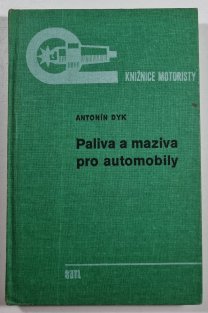 KNIŽNICE MOTORISTY
ANTONÍN DYK
Paliva a maziva
pro automobily
SNTL